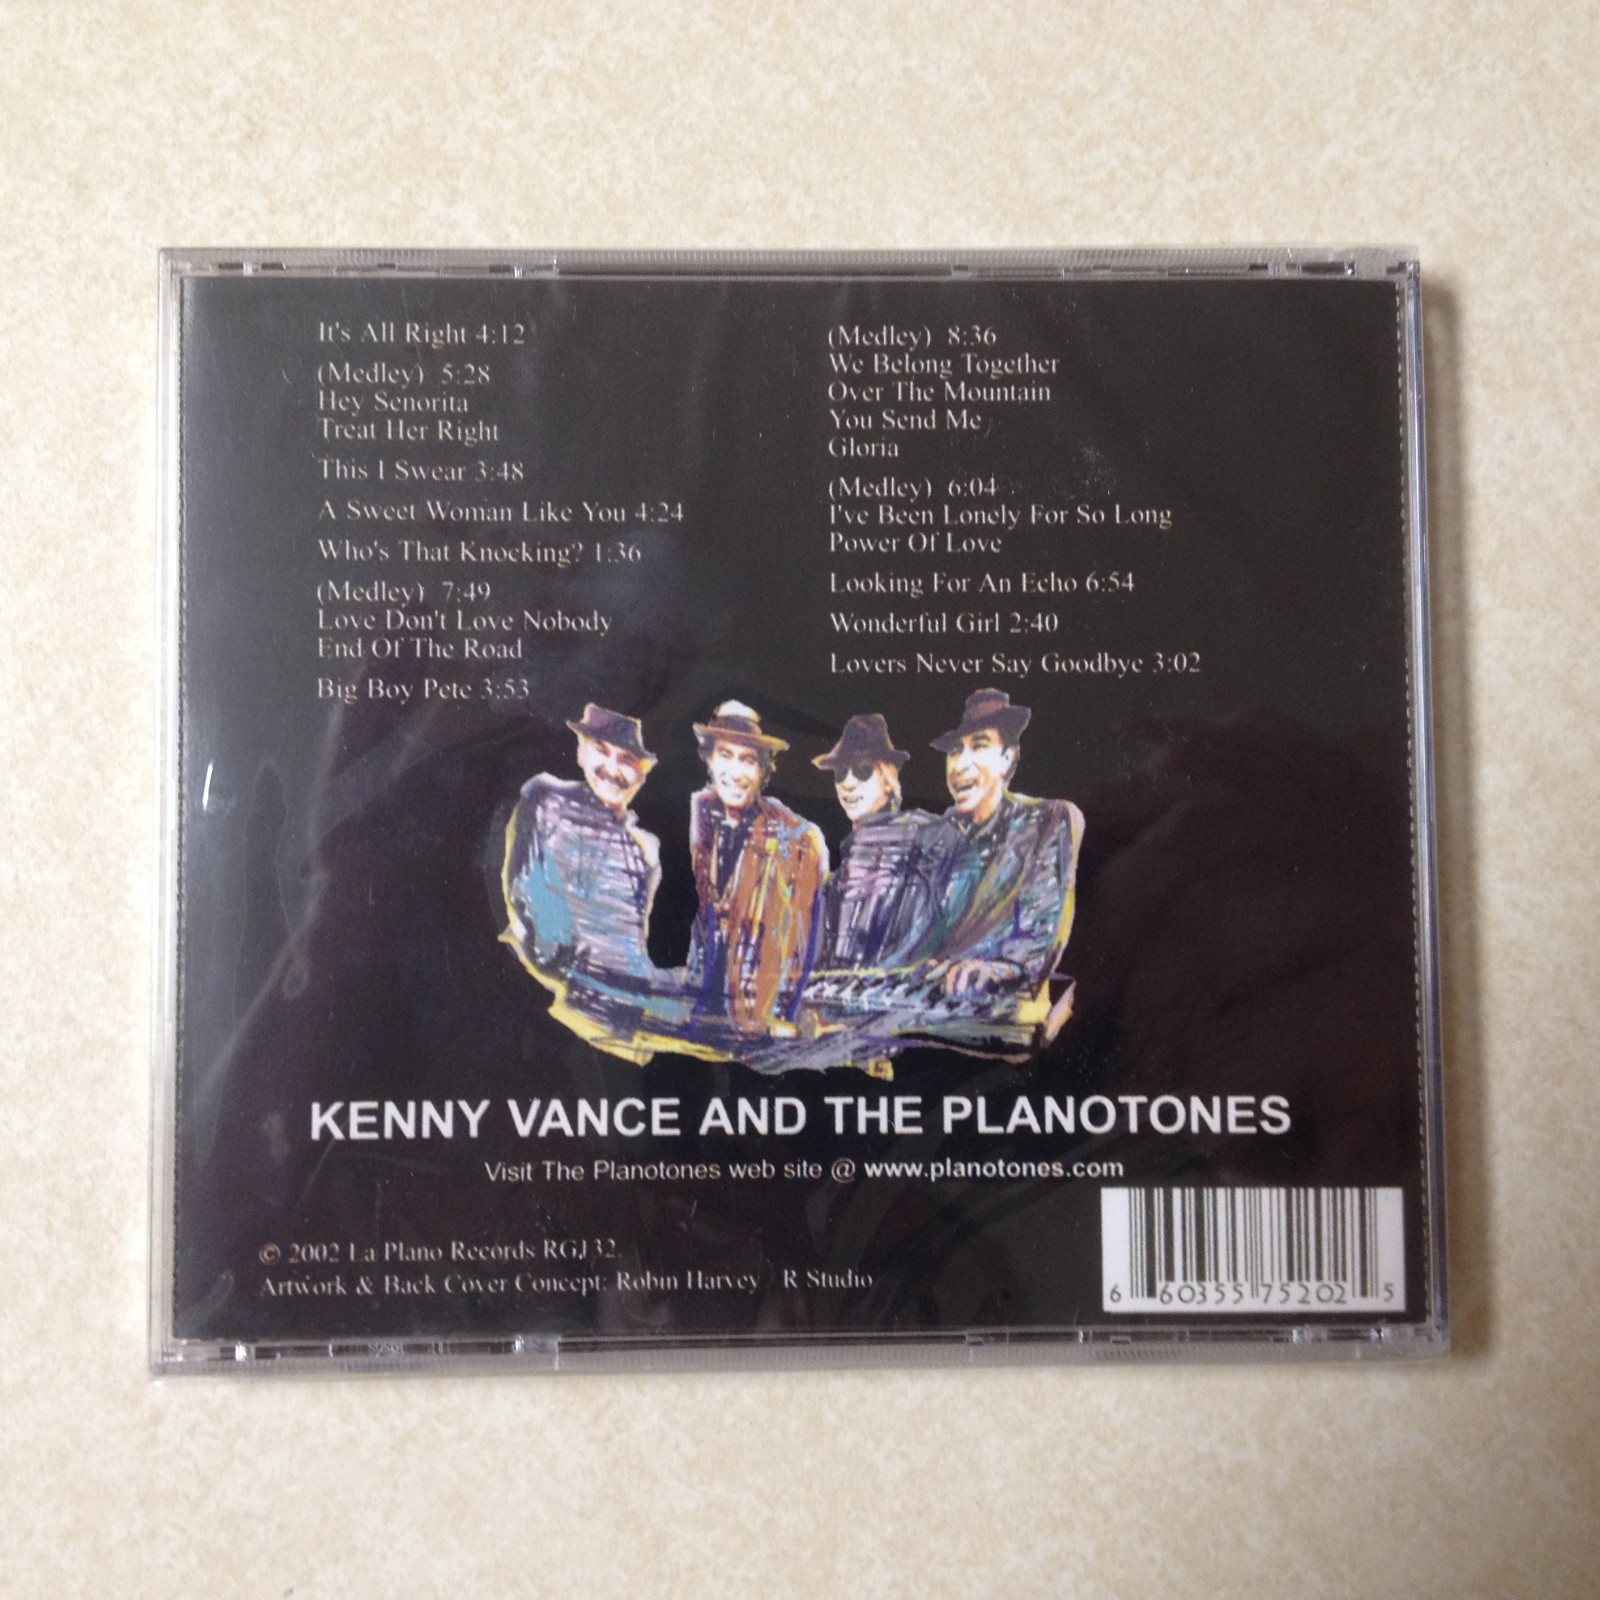 It's All Right 4:12
(Medley) 5:28
Hey Senorita
Treat Her Right
This I Swear 3:48
A Sweet Woman Like You 4:24
Who's That Knocking? 1:36
(Medley) 7:49
Love Don't Love Nobody
End Of The Road
Big Boy Pete 3:53
(Medley) 8:36
We Belong Together
Over The Mountain
You Send Me
Gloria
(Medley) 6:04
I've Been Lonely For So Long
Power Of Love
Looking For An Echo 6:54
Wonderful Girl 2:40
Lovers Never Say Goodbye 3:02
KENNY VANCE AND THE PLANOTONES
Visit The Planotones web site @ www.planotones.com
© 2002 La Plano Records RGJ32.
Artwork & Back Cover Concept: Robin Harvey R Studio
6 60355 75202 5